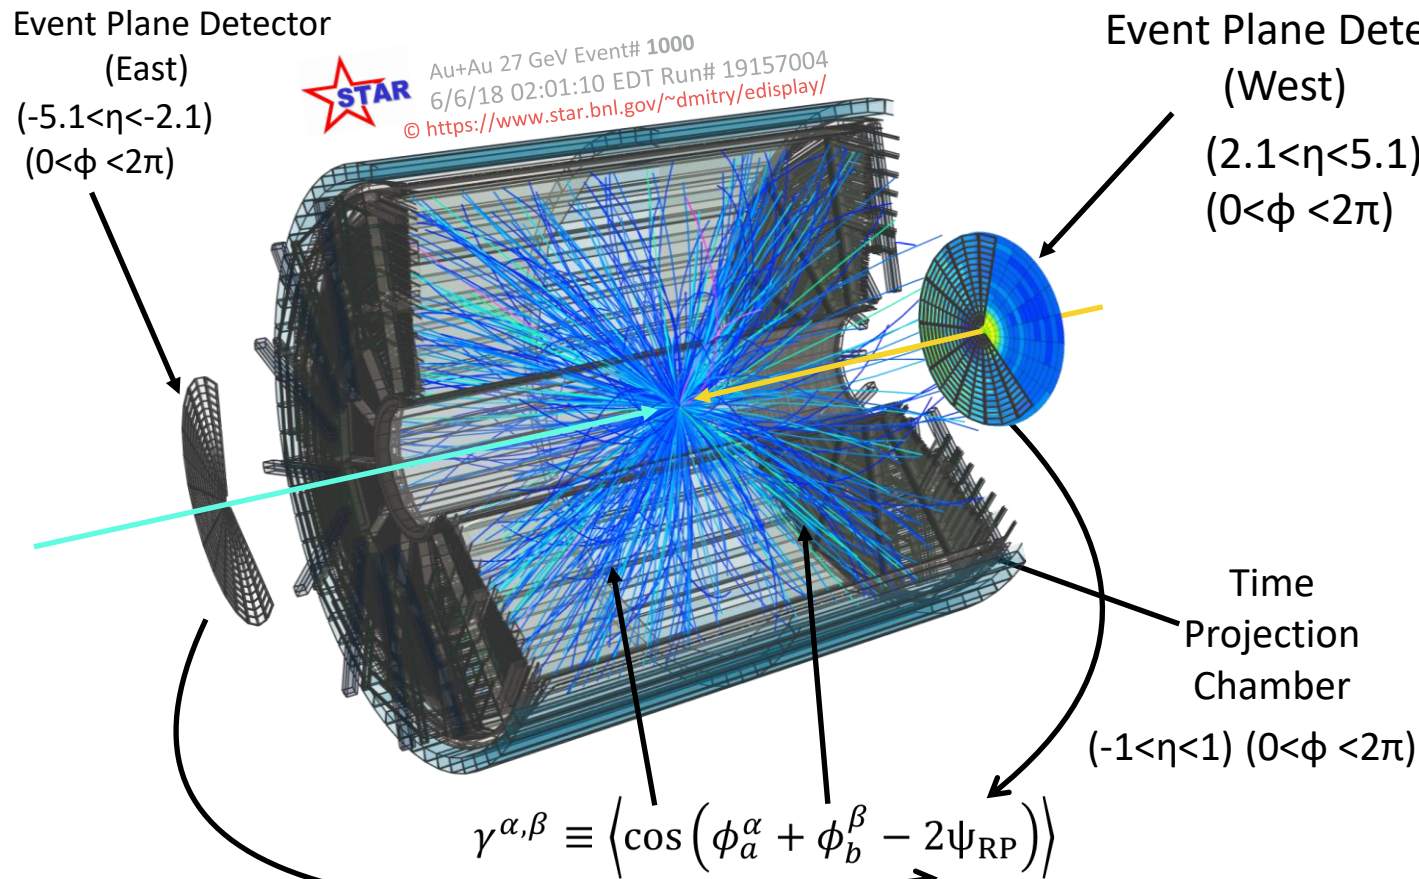 Event Plane Detector
(East)
(-5.1<η<-2.1)
(0<ϕ <2π)
STAR
Au+Au 27 GeV Event# 1000
6/6/18 02:01:10 EDT Run# 19157004
© https://www.star.bnl.gov/~dmitry/edisplay/
Event Plane Dete
(West)
(2.1<η<5.1)
(0<ϕ <2π)
Time
Projection
Chamber
(-1<η<1) (0<ϕ <2π)
γ^{α,β} ≡ ⟨cos(ϕ_a^α + ϕ_b^β − 2ψ_RP)⟩